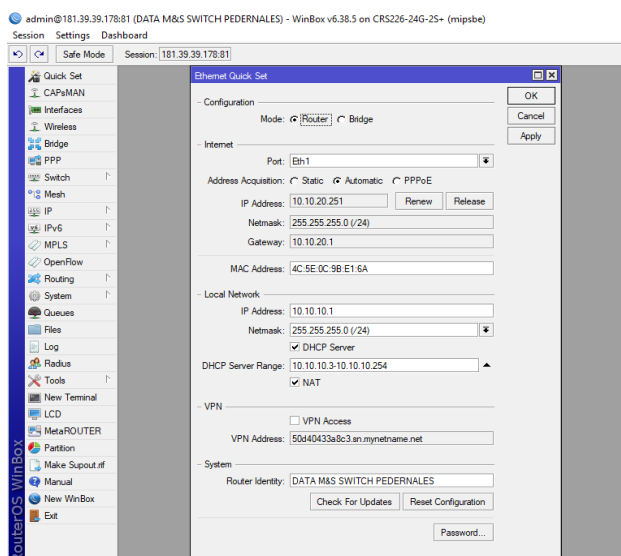 admin@181.39.39.178:81 (DATA M&S SWITCH PEDERNALES) - WinBox v6.38.5 on CRS226-24G-2S+ (mipsbe)
Session Settings Dashboard
Safe Mode Session: 181.39.39.178:81
Quick Set
CAPsMAN
Interfaces
Wireless
Bridge
PPP
Switch
Mesh
IP
IPv6
MPLS
OpenFlow
Routing
System
Queues
Files
Log
Radius
Tools
New Terminal
LCD
MetaROUTER
Partition
Make Supout.rif
Manual
New WinBox
Exit
RouterOS WinBox
Ethernet Quick Set
Configuration
Mode: Router Bridge
Internet
Port: Eth1
Address Acquisition: Static Automatic PPPoE
IP Address: 10.10.20.251 Renew Release
Netmask: 255.255.255.0 (/24)
Gateway: 10.10.20.1
MAC Address: 4C:5E:0C:9B:E1:6A
Local Network
IP Address: 10.10.10.1
Netmask: 255.255.255.0 (/24)
DHCP Server
DHCP Server Range: 10.10.10.3-10.10.10.254
NAT
VPN
VPN Access
VPN Address: 50d40433a8c3.sn.mynetname.net
System
Router Identity: DATA M&S SWITCH PEDERNALES
Check For Updates Reset Configuration
Password...
OK
Cancel
Apply